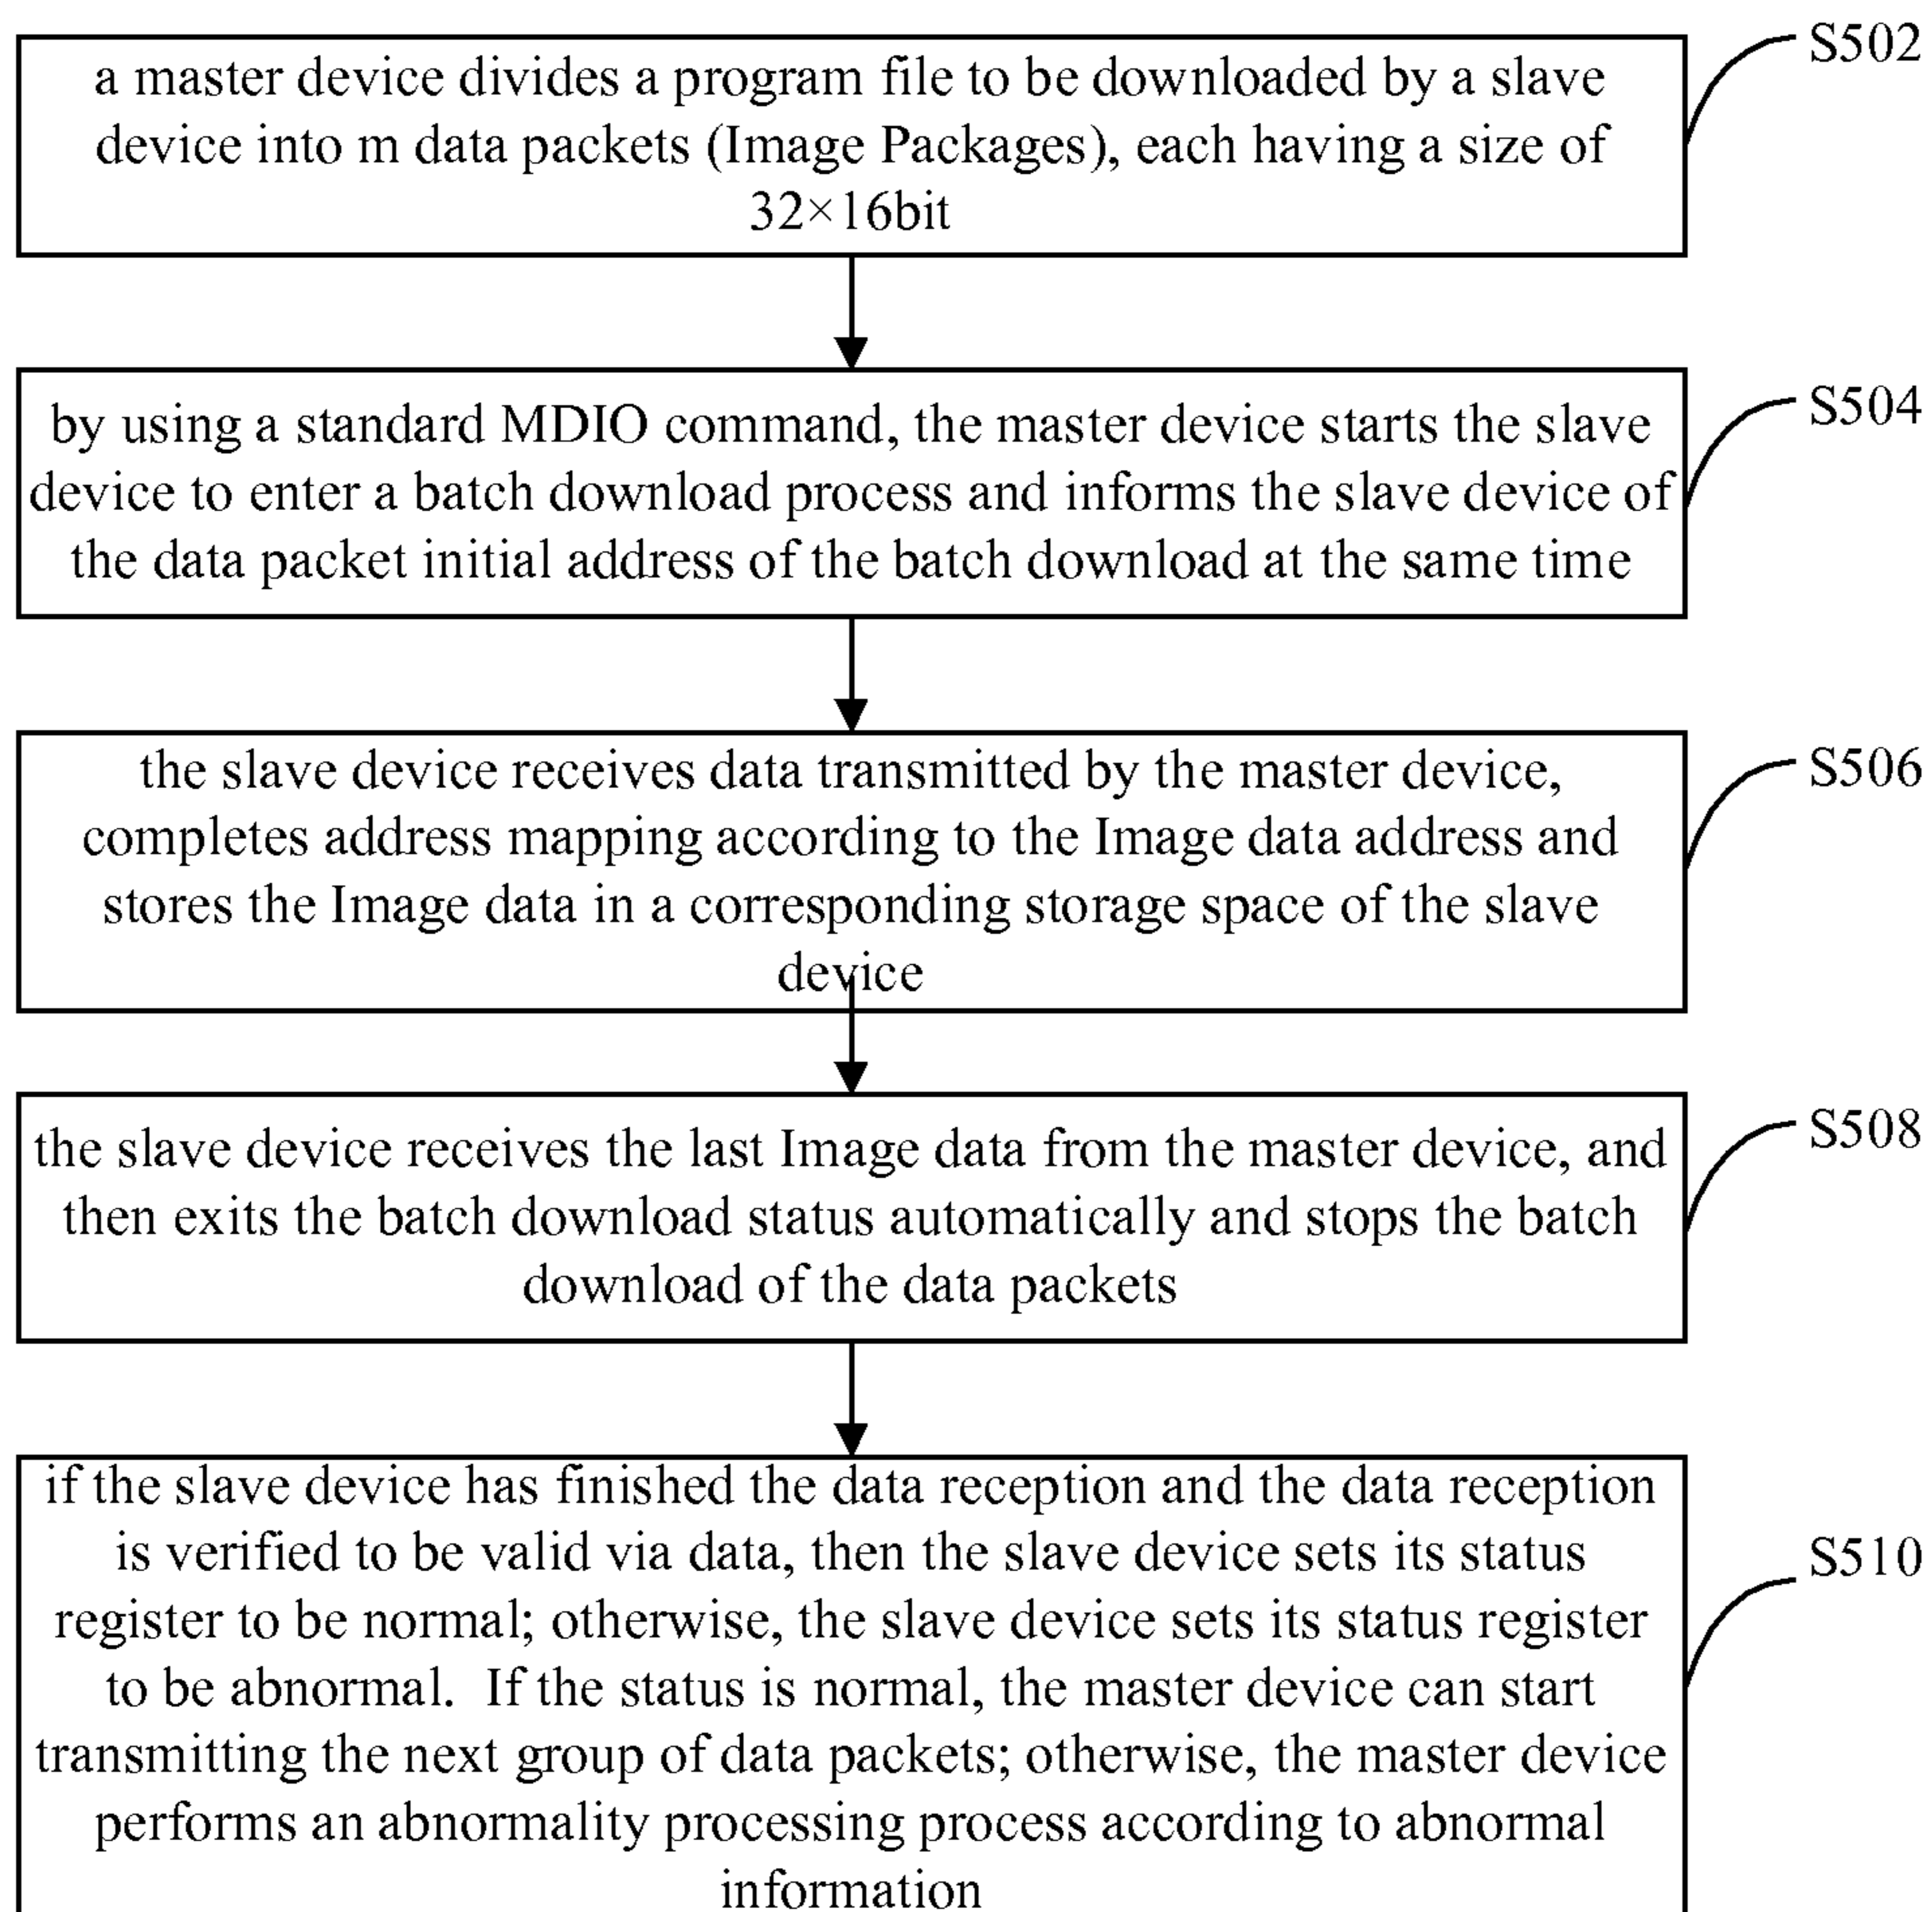 S502
a master device divides a program file to be downloaded by a slave
device into m data packets (Image Packages), each having a size of
32×16bit
S504
by using a standard MDIO command, the master device starts the slave
device to enter a batch download process and informs the slave device of
the data packet initial address of the batch download at the same time
S506
the slave device receives data transmitted by the master device,
completes address mapping according to the Image data address and
stores the Image data in a corresponding storage space of the slave
device
S508
the slave device receives the last Image data from the master device, and
then exits the batch download status automatically and stops the batch
download of the data packets
S510
if the slave device has finished the data reception and the data reception
is verified to be valid via data, then the slave device sets its status
register to be normal; otherwise, the slave device sets its status register
to be abnormal.  If the status is normal, the master device can start
transmitting the next group of data packets; otherwise, the master device
performs an abnormality processing process according to abnormal
information